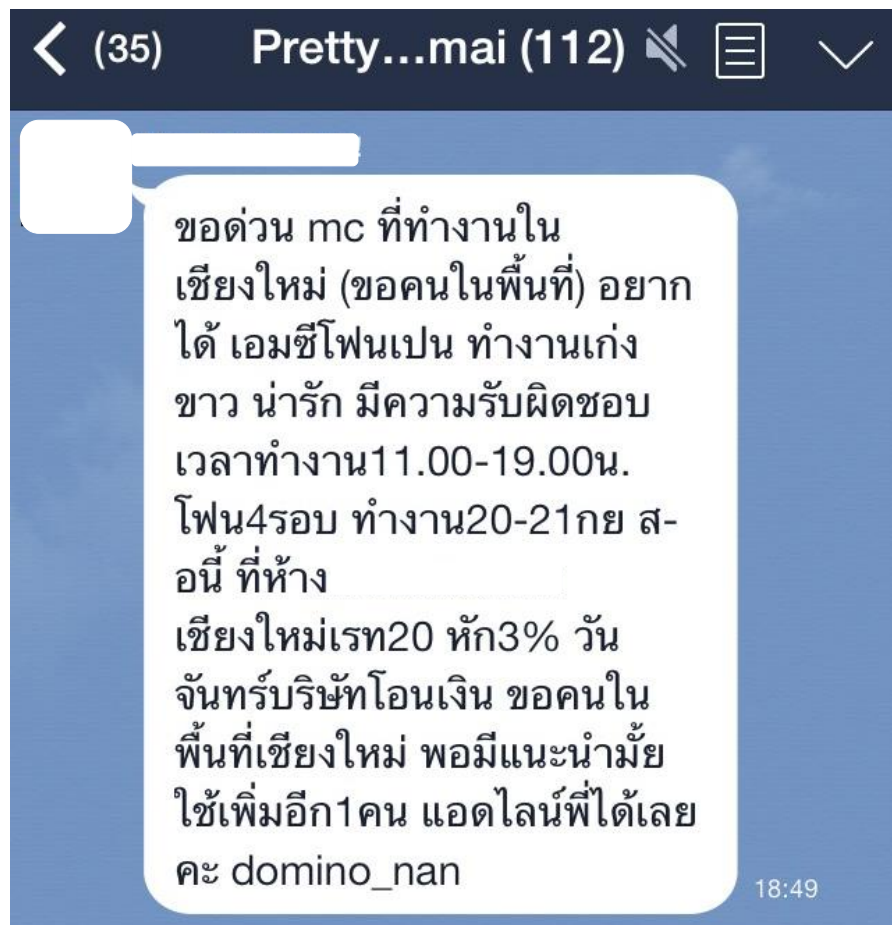 (35) Pretty...mai (112)
ขอด่วน mc ที่ทำงานใน
เชียงใหม่ (ขอคนในพื้นที่) อยาก
ได้ เอมซีโฟนเปน ทำงานเก่ง
ขาว น่ารัก มีความรับผิดชอบ
เวลาทำงาน11.00-19.00น.
โฟน4รอบ ทำงาน20-21กย ส-
อนี้ ที่ห้าง
เชียงใหม่เรท20 หัก3% วัน
จันทร์บริษัทโอนเงิน ขอคนใน
พื้นที่เชียงใหม่ พอมีแนะนำมั้ย
ใช้เพิ่มอีก1คน แอดไลน์พี่ได้เลย
คะ domino_nan
18:49